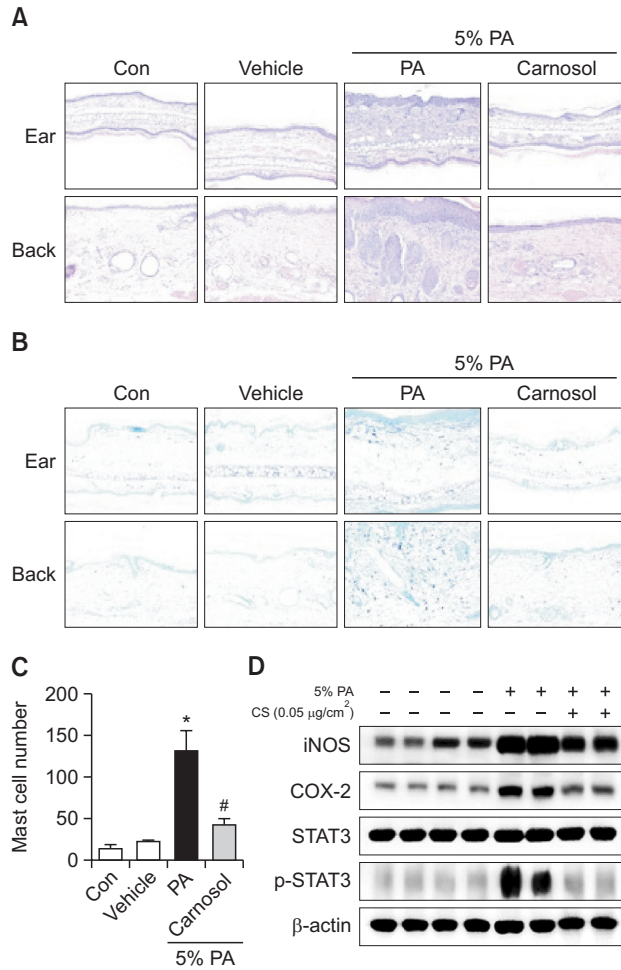 A
5% PA
Con Vehicle PA Carnosol
Ear
Back
B
5% PA
Con Vehicle PA Carnosol
Ear
Back
C
Mast cell number
200
150
100
50
0
*
#
Con Vehicle PA Carnosol
5% PA
D
5% PA – – – – + + + +
CS (0.05 μg/cm²) – – – – – – + +
iNOS
COX-2
STAT3
p-STAT3
β-actin